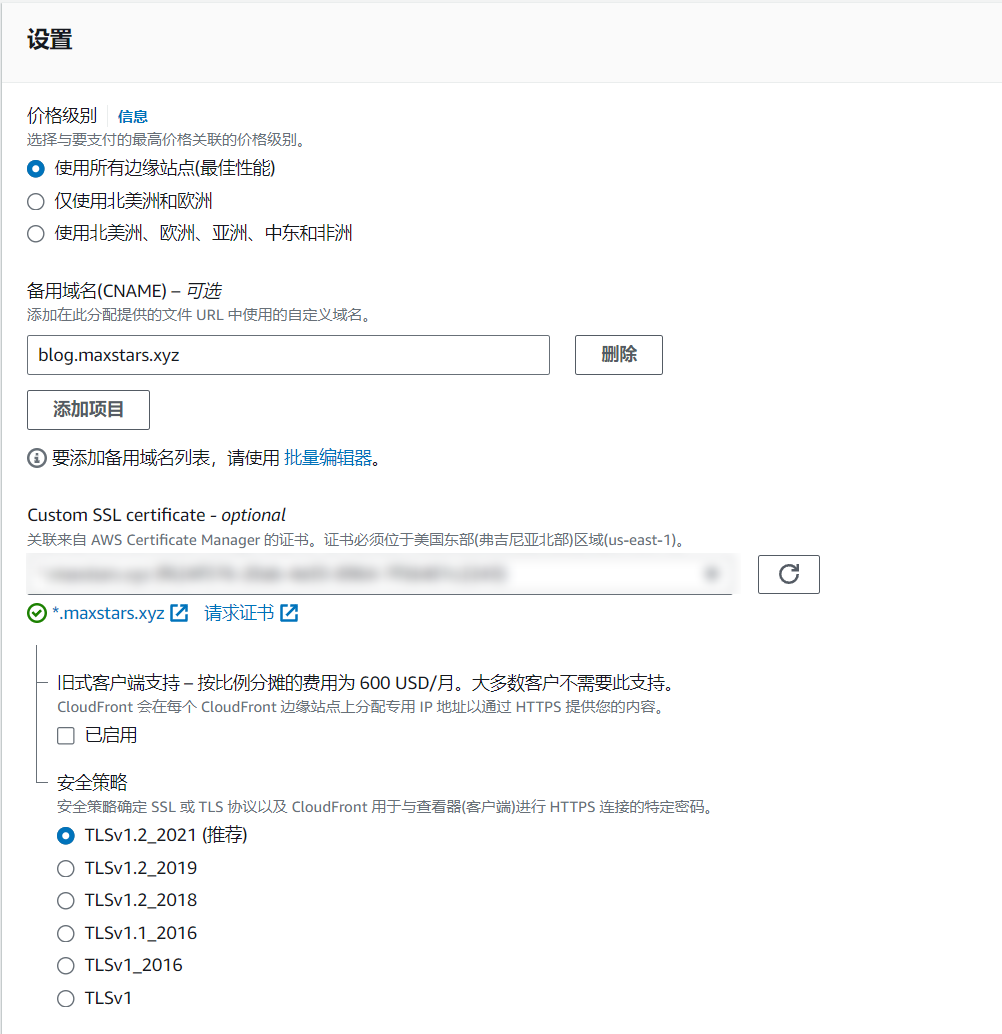 设置
价格级别 信息
选择与要支付的最高价格关联的价格级别。
使用所有边缘站点(最佳性能)
仅使用北美洲和欧洲
使用北美洲、欧洲、亚洲、中东和非洲
备用域名(CNAME) – 可选
添加在此分配提供的文件 URL 中使用的自定义域名。
blog.maxstars.xyz 删除
添加项目
要添加备用域名列表，请使用 批量编辑器。
Custom SSL certificate - optional
关联来自 AWS Certificate Manager 的证书。证书必须位于美国东部(弗吉尼亚北部)区域(us-east-1)。
*.maxstars.xyz 请求证书
旧式客户端支持 – 按比例分摊的费用为 600 USD/月。大多数客户不需要此支持。
CloudFront 会在每个 CloudFront 边缘站点上分配专用 IP 地址以通过 HTTPS 提供您的内容。
已启用
安全策略
安全策略确定 SSL 或 TLS 协议以及 CloudFront 用于与查看器(客户端)进行 HTTPS 连接的特定密码。
TLSv1.2_2021 (推荐)
TLSv1.2_2019
TLSv1.2_2018
TLSv1.1_2016
TLSv1_2016
TLSv1